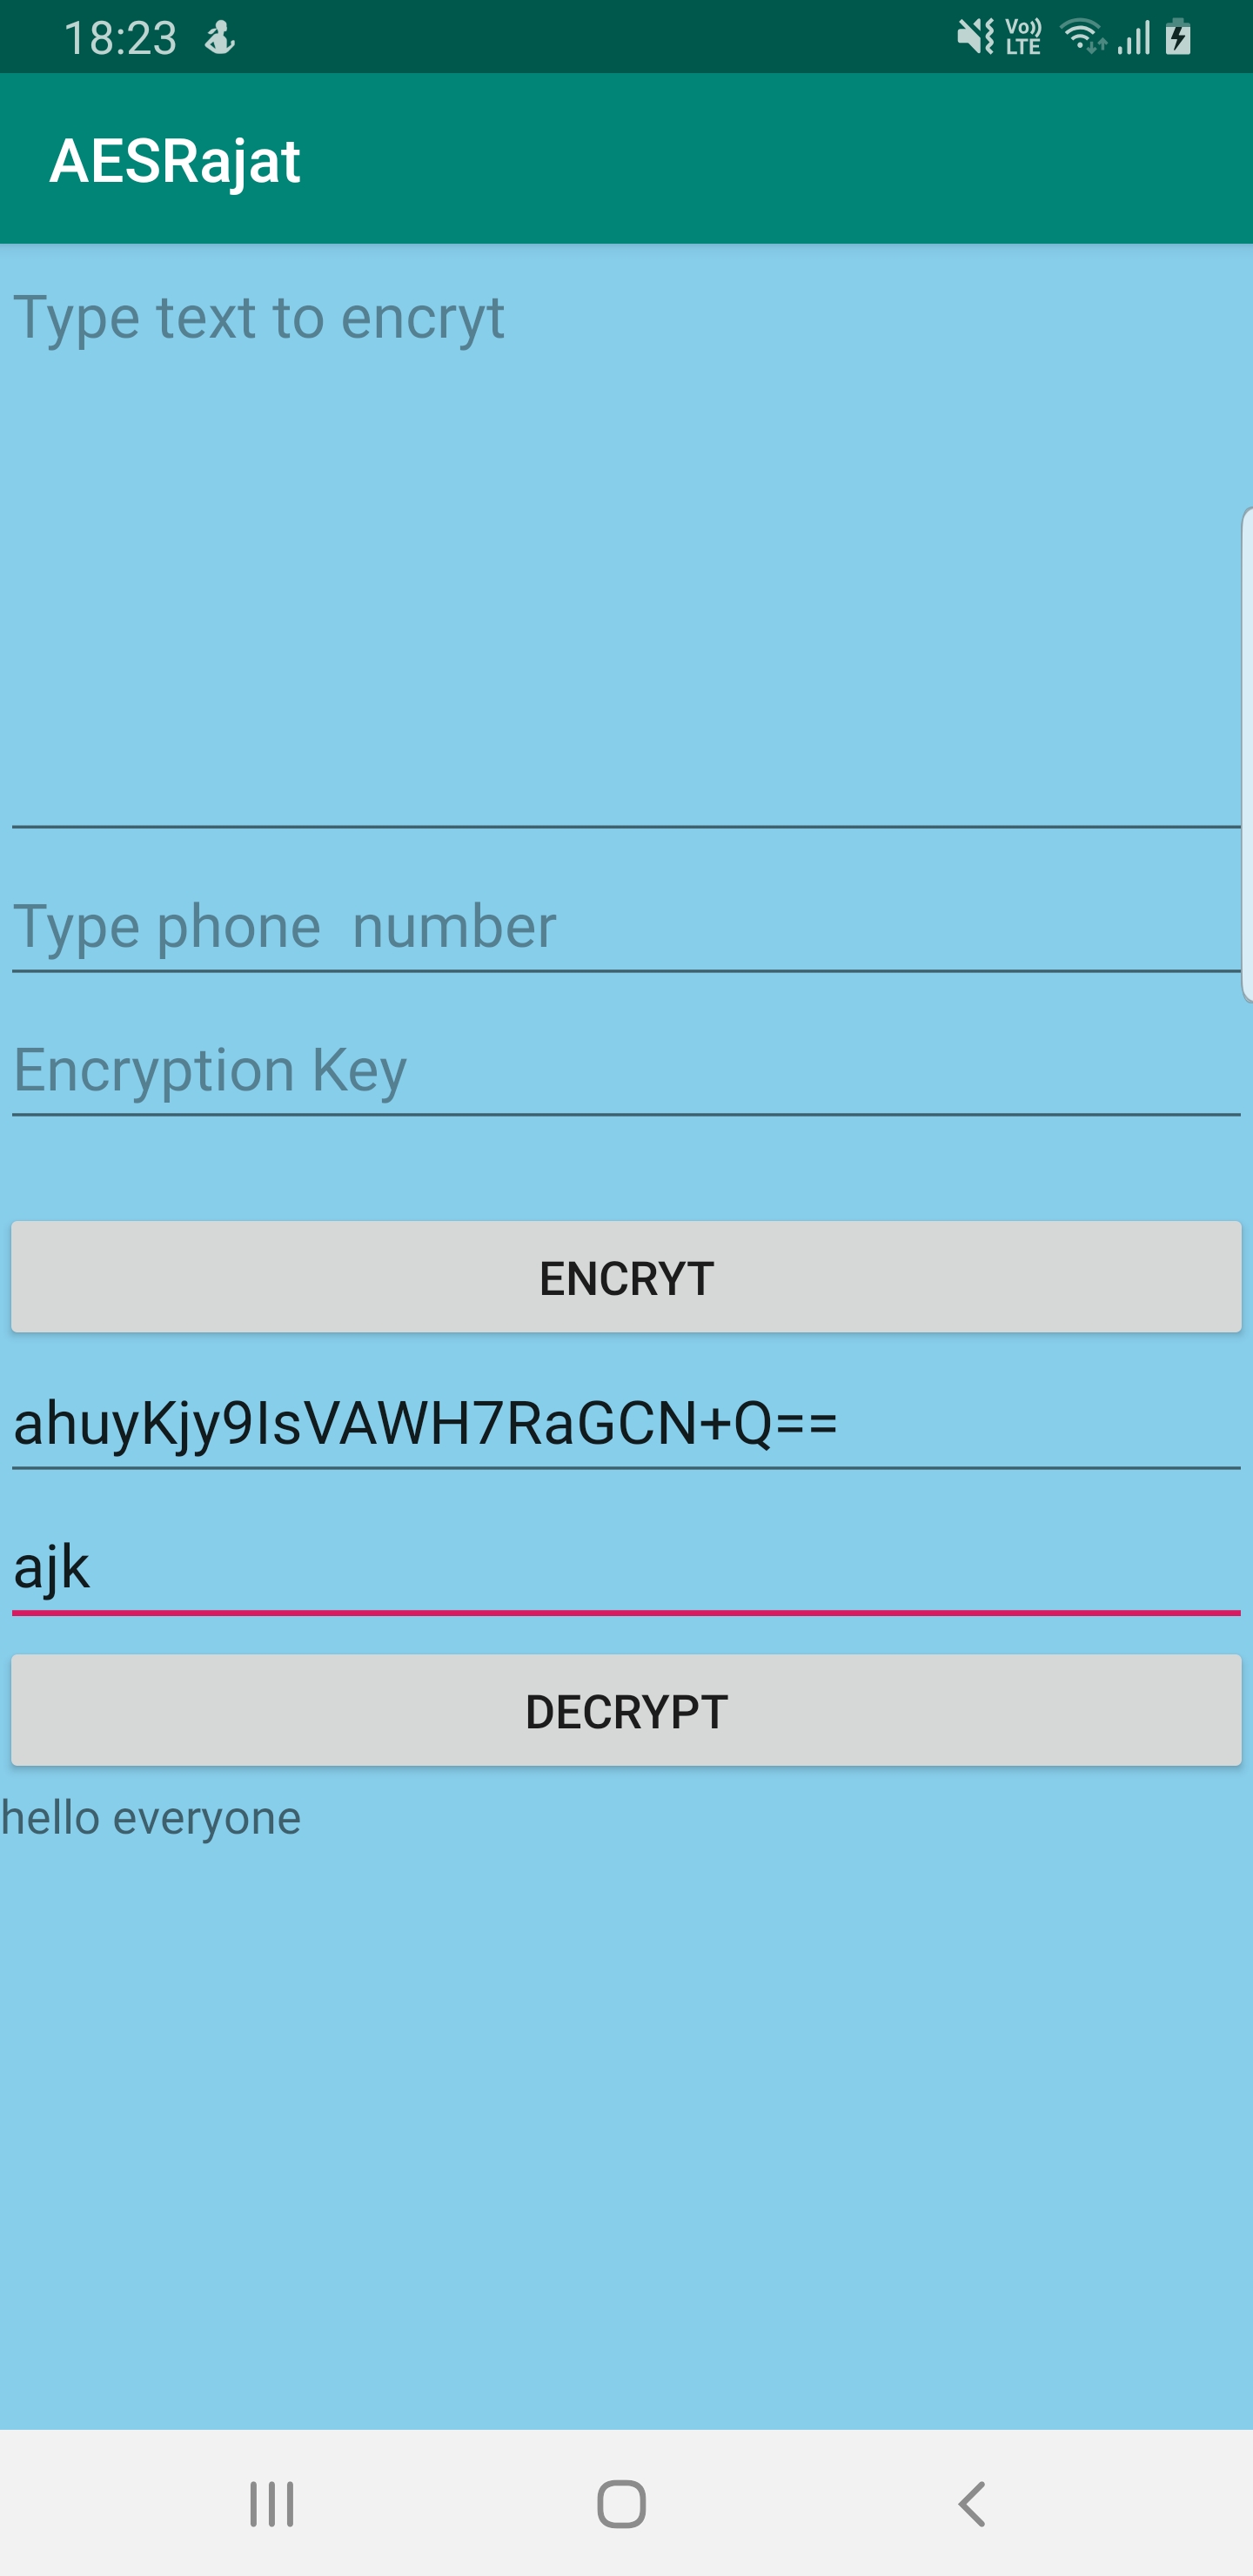 18:23
Vo)) LTE
AESRajat
Type text to encryt
Type phone  number
Encryption Key
ENCRYT
ahuyKjy9IsVAWH7RaGCN+Q==
ajk
DECRYPT
hello everyone